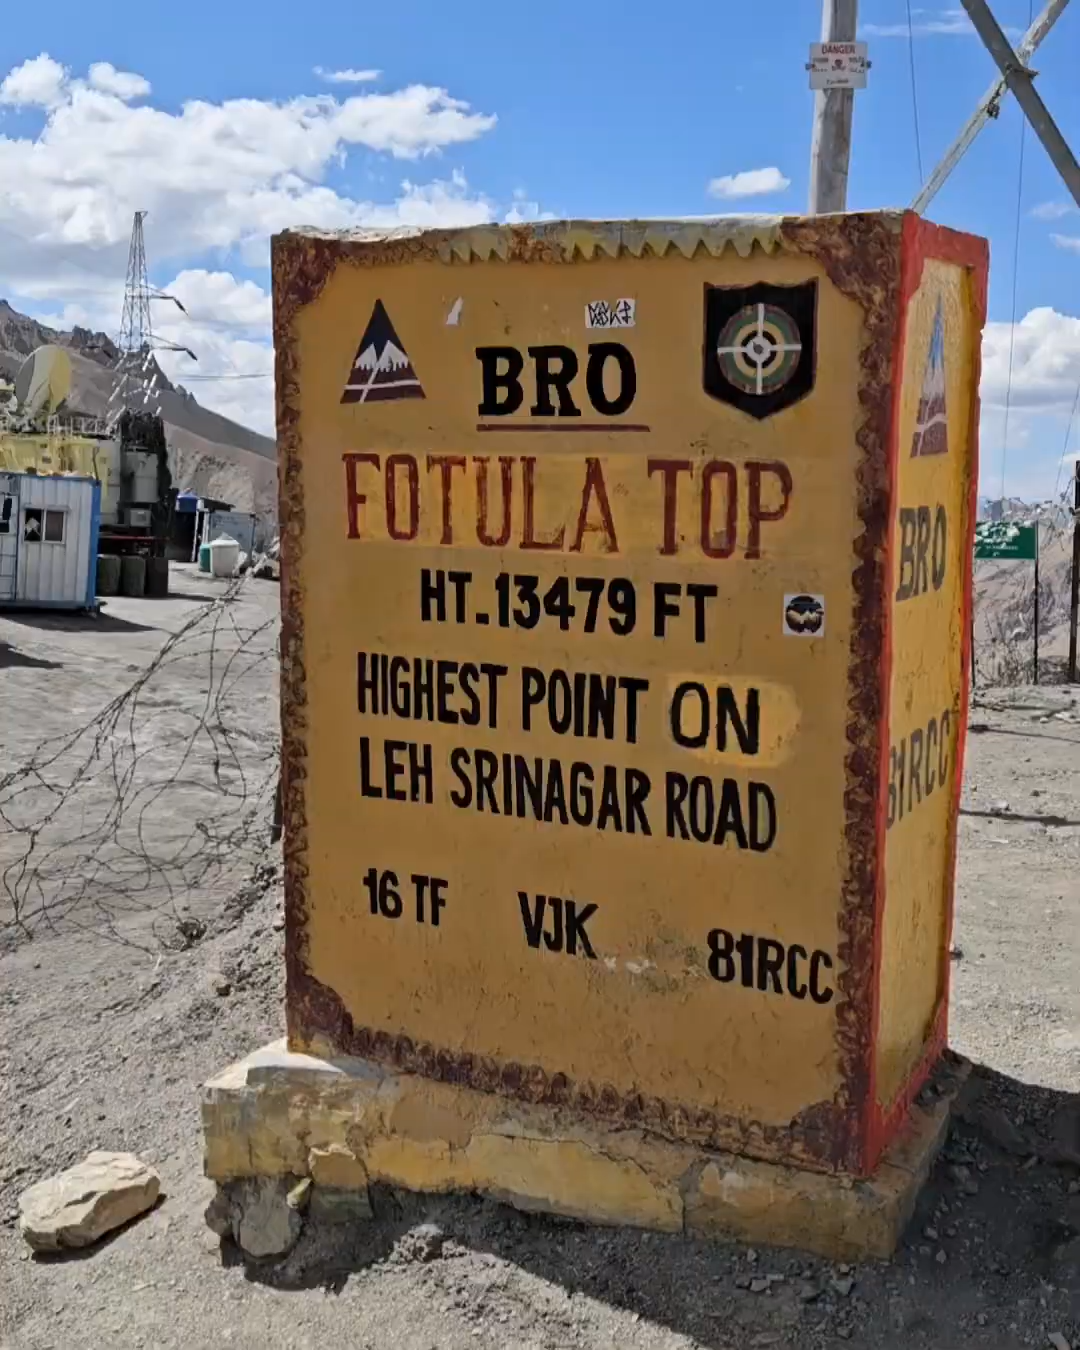 DANGER
BRO
FOTULA TOP
HT. 13479 FT
HIGHEST POINT ON
LEH SRINAGAR ROAD
16 TF VJK 81RCC
BRO
81RCC